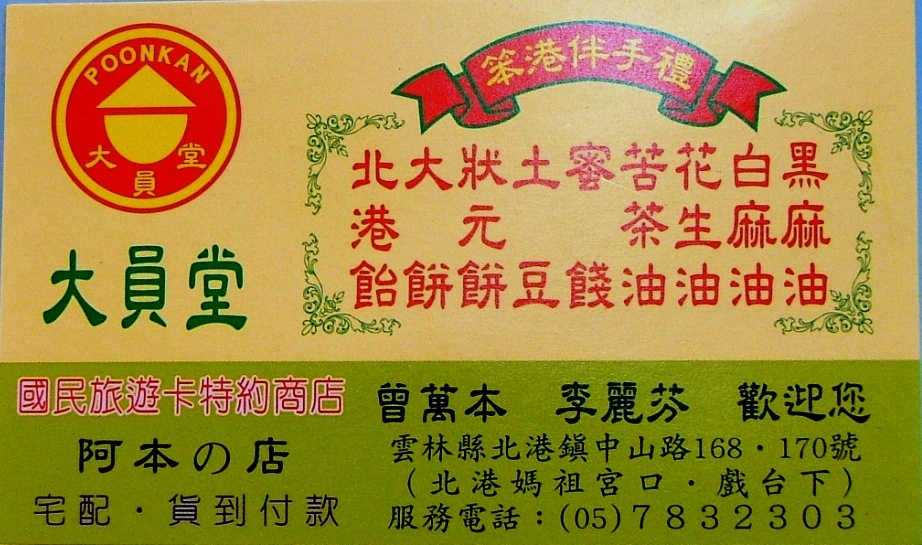 POONKAN
大員堂
大員堂
笨港伴手禮
黑麻油
白麻油
花生油
苦茶油
蜜餞
土豆
狀元餅
大餅
北港飴
國民旅遊卡特約商店
阿本の店
宅配・貨到付款
曾萬本 李麗芬 歡迎您
雲林縣北港鎮中山路168・170號
(北港媽祖宮口・戲台下)
服務電話:(05)7832303